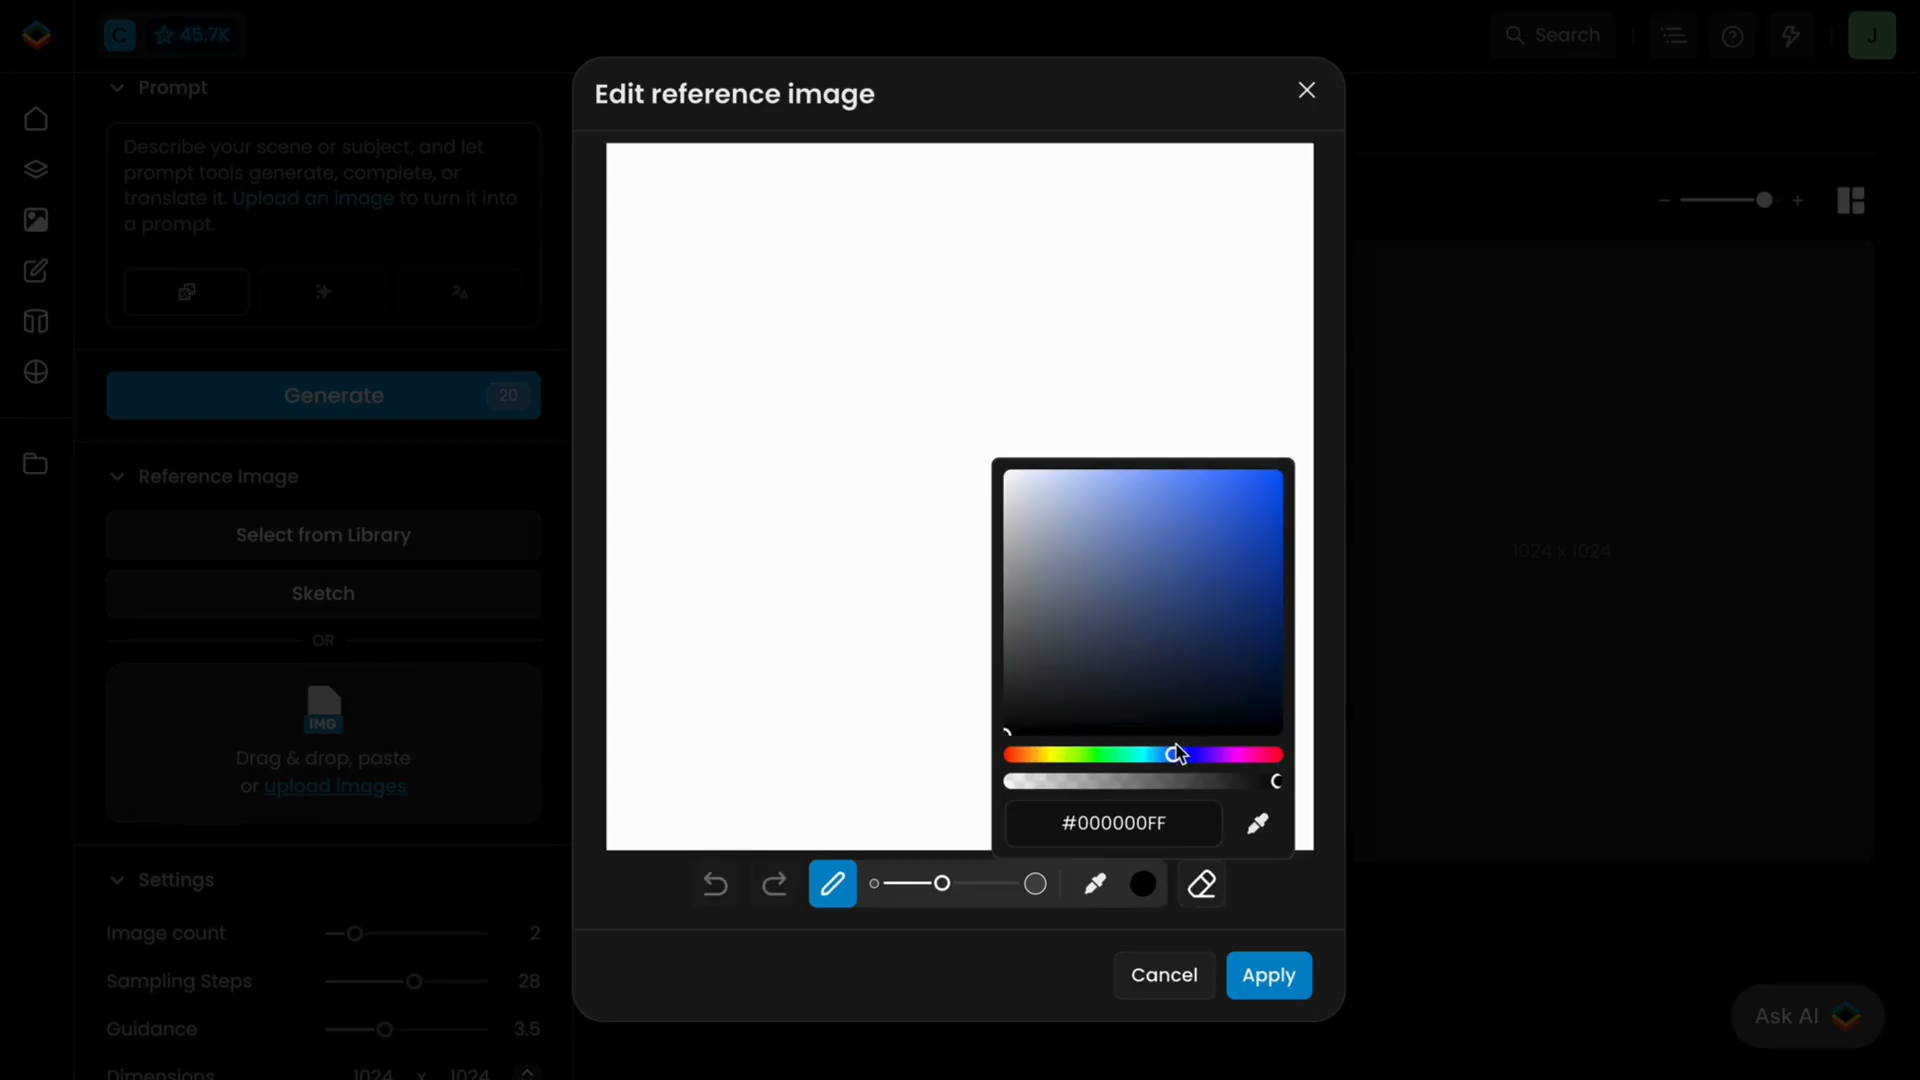 C
45.7K
Search
J
Prompt
Describe your scene or subject, and let
prompt tools generate, complete, or
translate it. Upload an image to turn it into
a prompt.
Generate
20
Reference Image
Select from Library
Sketch
OR
IMG
Drag & drop, paste
or upload images
Settings
Image count
2
Sampling Steps
28
Guidance
3.5
Dimensions
1024 x 1024
Edit reference image
#000000FF
Cancel
Apply
1024 x 1024
Ask AI